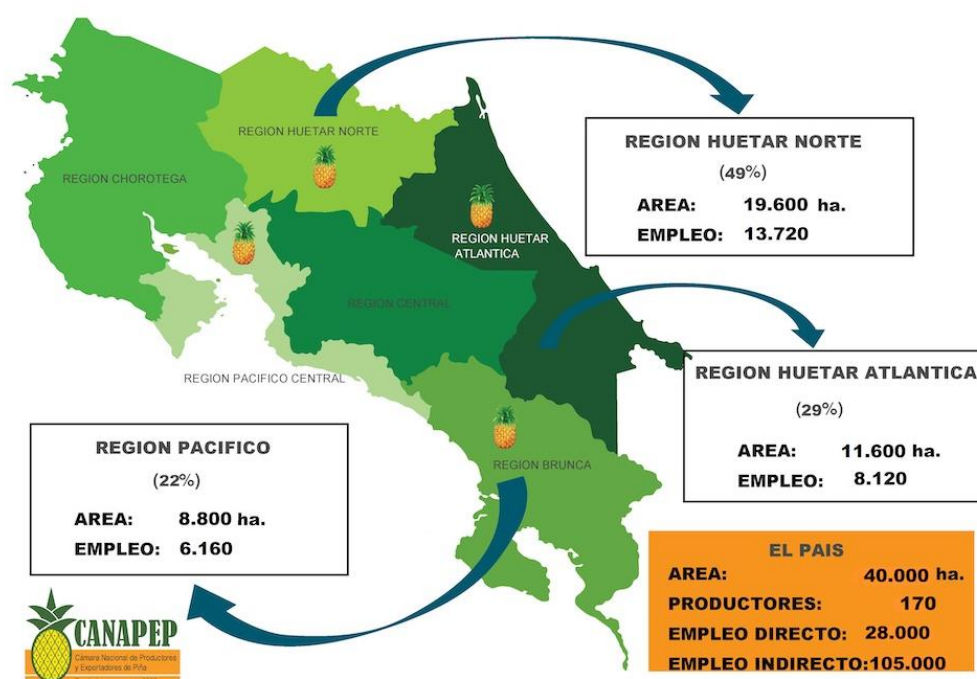 REGION HUETAR NORTE
REGION CHOROTEGA
REGION HUETAR
ATLANTICA
REGION CENTRAL
REGION PACIFICO CENTRAL
REGION BRUNCA
REGION HUETAR NORTE
(49%)
AREA: 19.600 ha.
EMPLEO: 13.720
REGION HUETAR ATLANTICA
(29%)
AREA: 11.600 ha.
EMPLEO: 8.120
REGION PACIFICO
(22%)
AREA: 8.800 ha.
EMPLEO: 6.160
EL PAIS
AREA: 40.000 ha.
PRODUCTORES: 170
EMPLEO DIRECTO: 28.000
EMPLEO INDIRECTO:105.000
CANAPEP
Cámara Nacional de Productores
y Exportadores de Piña